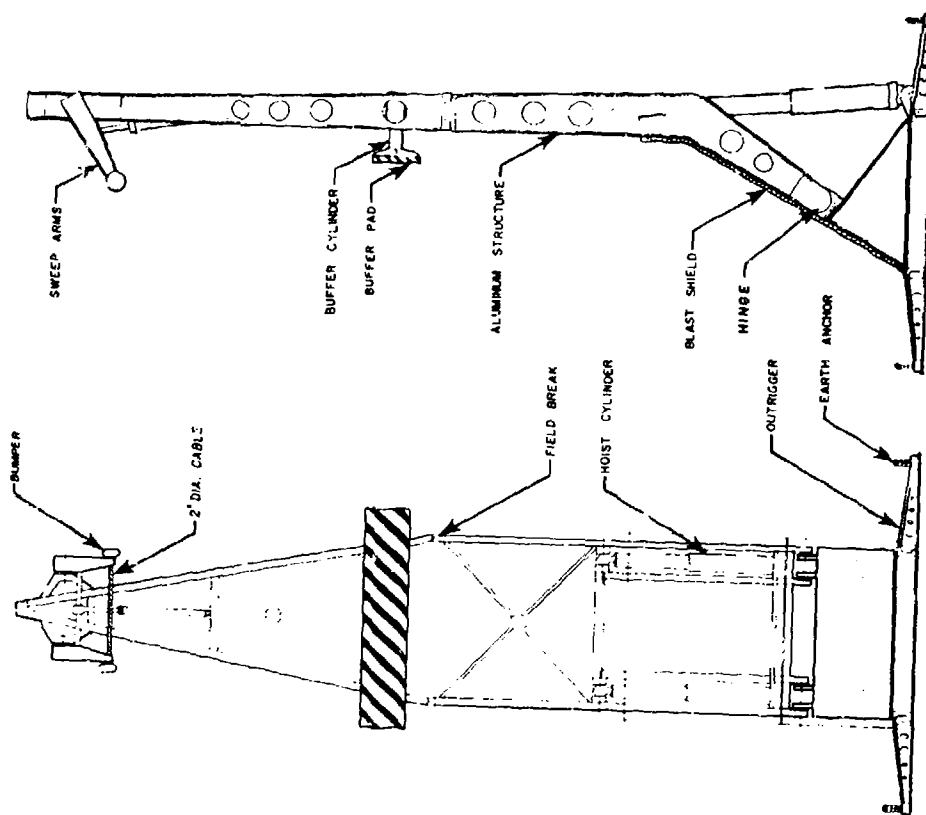 SWEEP ARMS
BUFFER CYLINDER
BUFFER PAD
ALUMINUM STRUCTURE
BLAST SHIELD
HINGE
BUMPER
2" DIA. CABLE
FIELD BREAK
HOIST CYLINDER
OUTRIGGER
EARTH ANCHOR